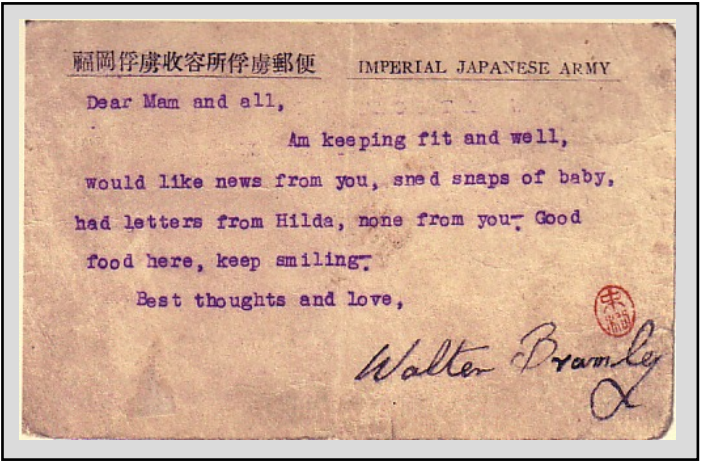 福岡俘虜收容所俘虜郵便 IMPERIAL JAPANESE ARMY
Dear Mam and all,
Am keeping fit and well,
would like news from you, sned snaps of baby,
had letters from Hilda, none from you. Good
food here, keep smiling.
Best thoughts and love,
Walter Bramley